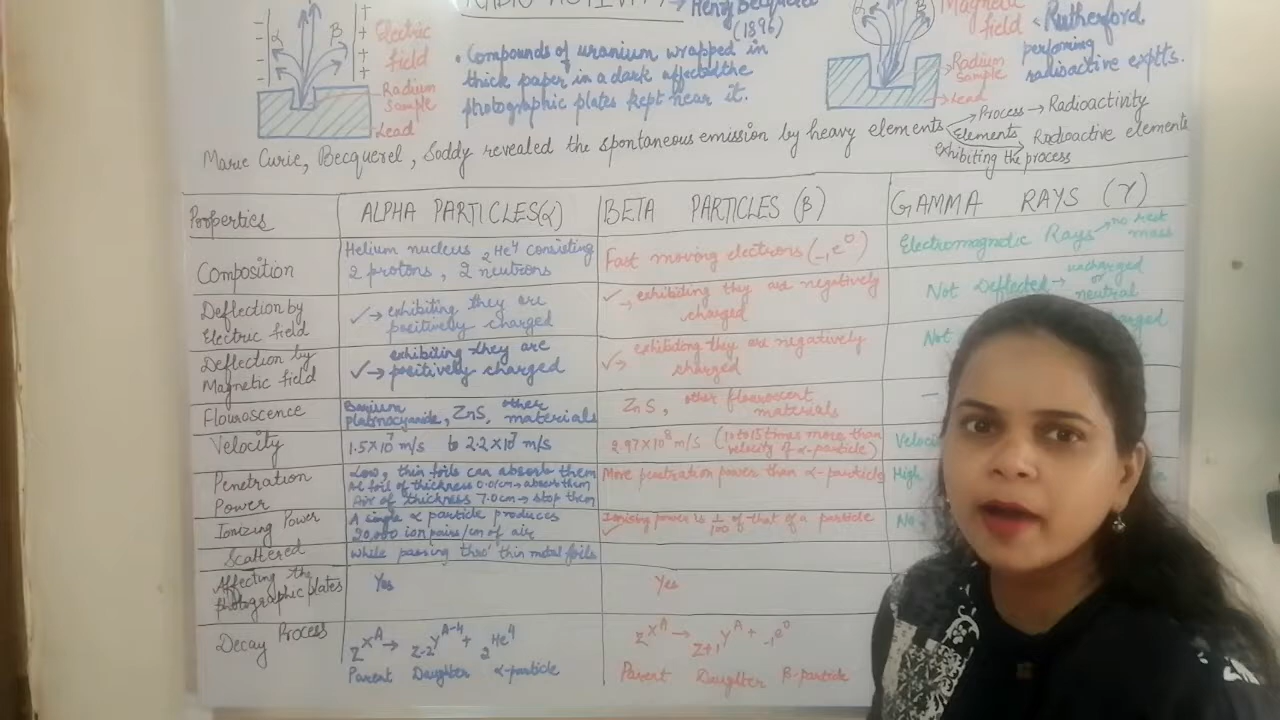 RADIO ACTIVITY → Henry Becquerel
(1896)
α β
Electric
field
Radium
Sample
Lead
• Compounds of uranium wrapped in
thick paper in a dark affected the
photographic plates kept near it.
α β
Magnetic
field
Radium
Sample
Lead
Rutherford
perfoming
radioactive exptts.
Marie Curie, Becquerel, Soddy revealed the spontaneous emission by heavy elements
Process → Radioactivity
Elements Radioactive elements
exhibiting the process
Properties
ALPHA PARTICLES (α)
BETA PARTICLES (β)
GAMMA RAYS (γ)
Composition
Helium nucleus ₂He⁴ consisting
2 protons, 2 neutrons
Fast moving electrons (₋₁e⁰)
Electromagnetic Rays → no rest
mass
Deflection by
Electric field
✓→ exhibiting they are
positively charged
✓→ exhibiting they are negatively
charged
Not Deflected → uncharged
or
neutral
Deflection by
Magnetic field
✓→ exhibiting they are
positively charged
✓→ exhibiting they are negatively
charged
Not
Flouroscence
Barium
Platinocyanide, ZnS, other
materials
ZnS, other flouroscent
materials
—
Velocity
1.5×10⁷ m/s to 2.2×10⁷ m/s
2.97×10⁸ m/s (10 to 15 times more than
velocity of α-particle)
Penetration
Power
Low, thin foils can absorb them
Al foil of thickness 0.01cm → absorb them
Air of thickness 7.0cm → stop them
More penetration power than α-particles
High
Ionizing Power
A single α particle produces
20,000 ion pairs/cm of air
Ionising power is 1/100 of that of α particle
No
Scattered
While passing thro' thin metal foils
Affecting the
photographic plates
Yes
Yes
Decay Process
zXᴬ → z-2Yᴬ⁻⁴ + ₂He⁴
Parent Daughter α-particle
zXᴬ → z+1Yᴬ + ₋₁e⁰
Parent Daughter β-particle